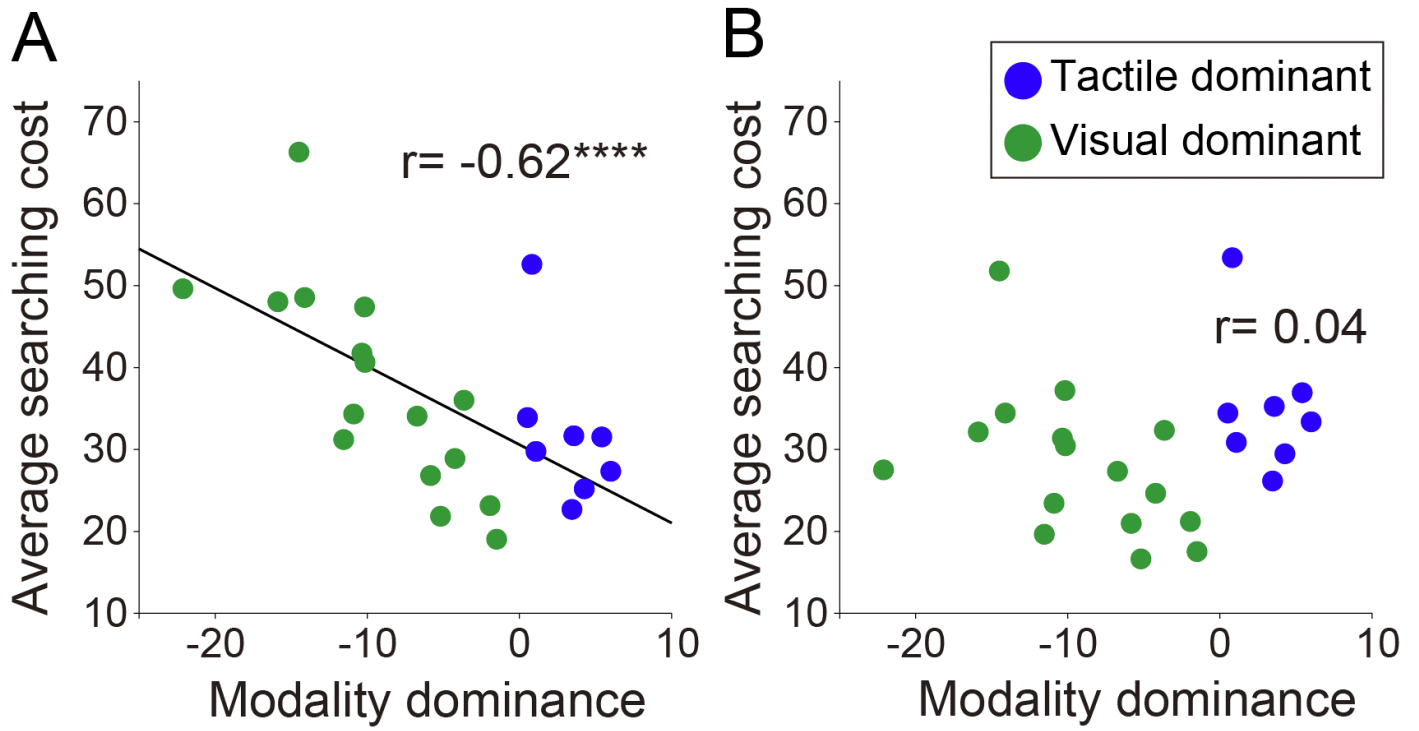 A
Average searching cost
70
60
50
40
30
20
10
r= -0.62****
-20
-10
0
10
Modality dominance
B
Tactile dominant
Visual dominant
Average searching cost
70
60
50
40
30
20
10
r= 0.04
-20
-10
0
10
Modality dominance